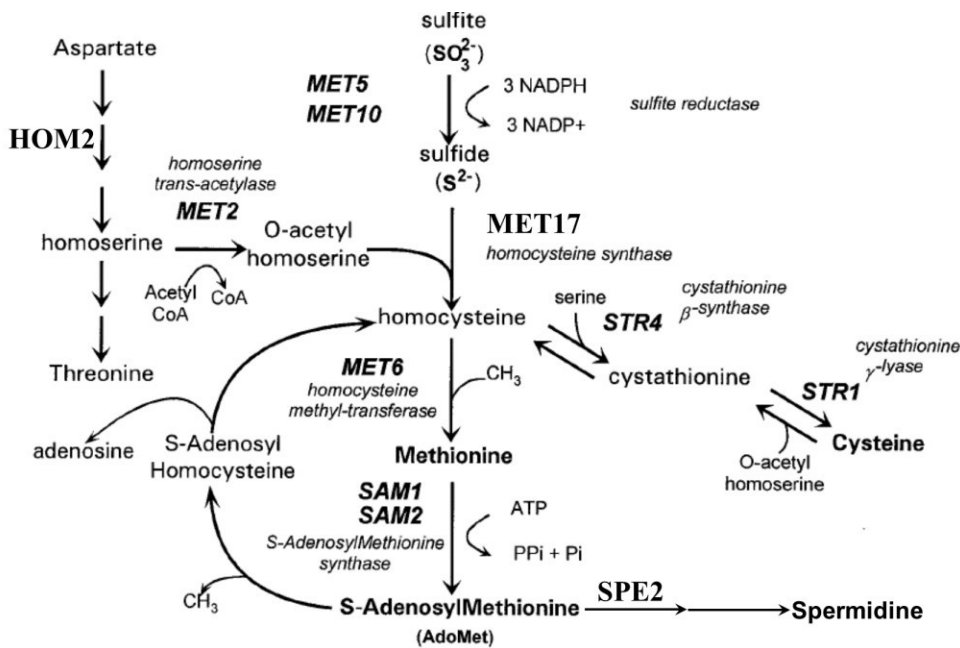 sulfite
(SO₃²⁻)
Aspartate
MET5
MET10
3 NADPH
3 NADP+
sulfite reductase
HOM2
sulfide
(S²⁻)
homoserine
trans-acetylase
MET2
MET17
homocysteine synthase
homoserine
O-acetyl
homoserine
Acetyl
CoA
CoA
serine
cystathionine
β-synthase
STR4
homocysteine
Threonine
MET6
homocysteine
methyl-transferase
CH₃
cystathionine
cystathionine
γ-lyase
STR1
adenosine
S-Adenosyl
Homocysteine
Methionine
O-acetyl
homoserine
Cysteine
SAM1
SAM2
S-AdenosylMethionine
synthase
ATP
PPi + Pi
CH₃
S-AdenosylMethionine
(AdoMet)
SPE2
Spermidine